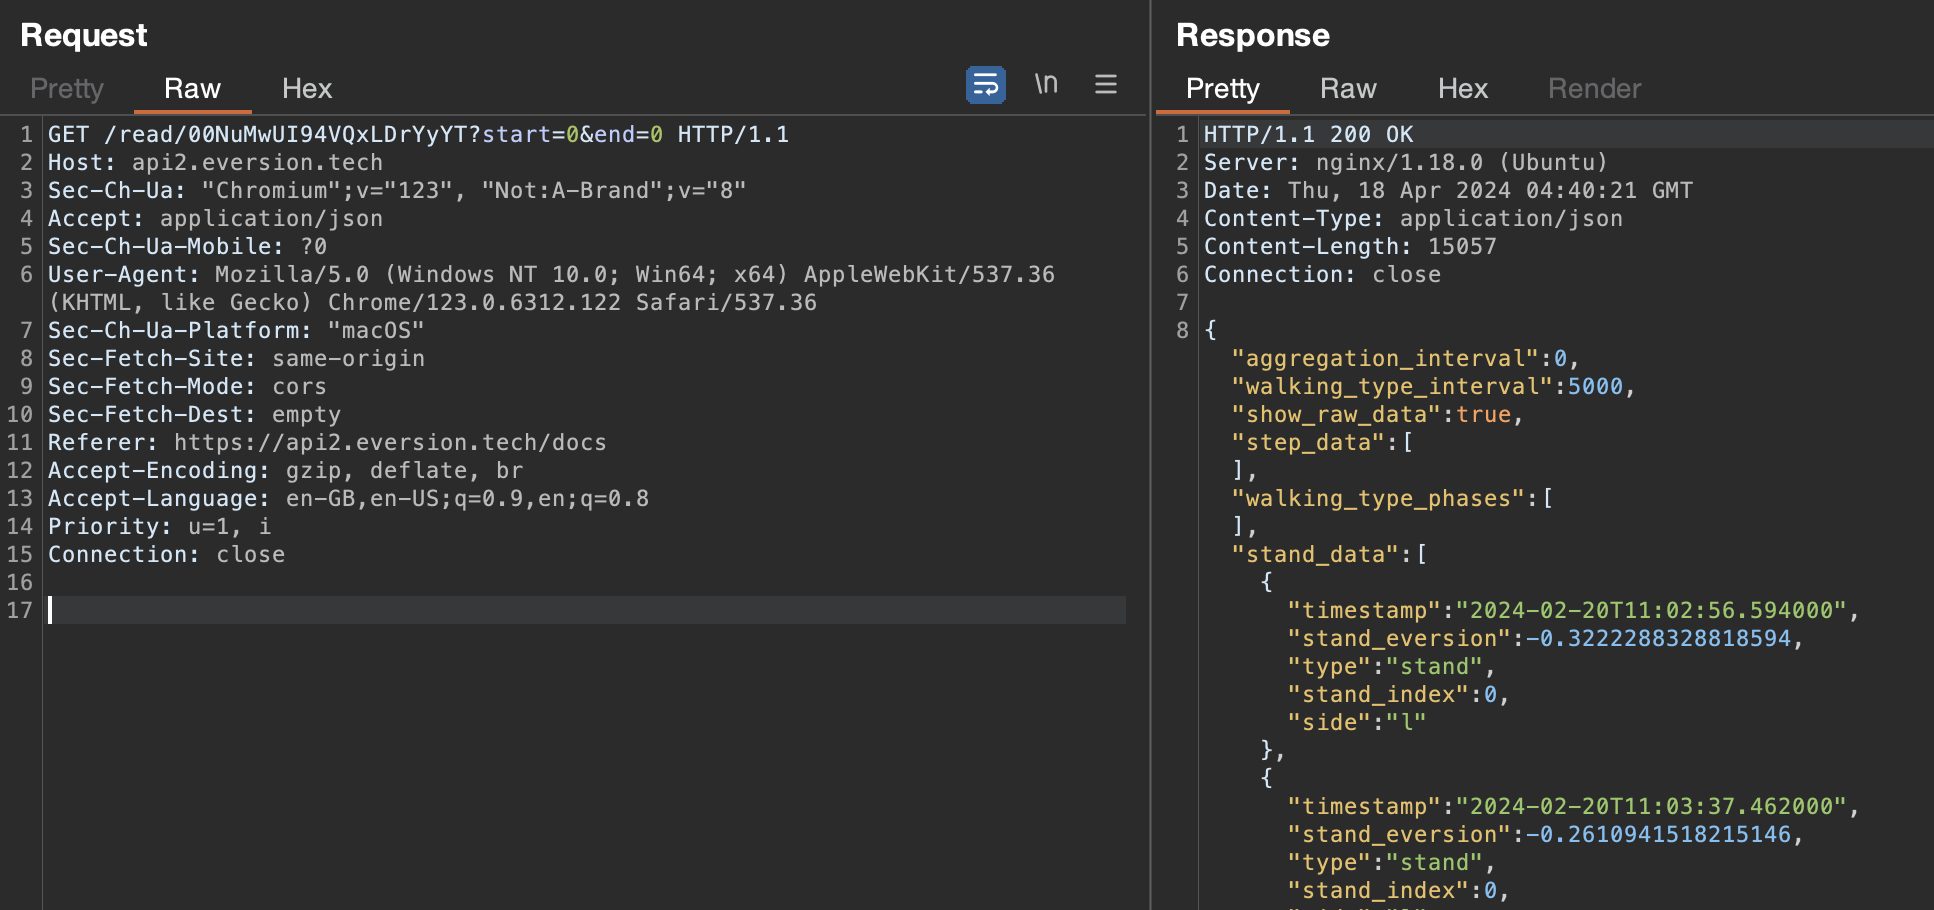 Request
Pretty Raw Hex \n
1 GET /read/00NuMwUI94VQxLDrYyYT?start=0&end=0 HTTP/1.1
2 Host: api2.eversion.tech
3 Sec-Ch-Ua: "Chromium";v="123", "Not:A-Brand";v="8"
4 Accept: application/json
5 Sec-Ch-Ua-Mobile: ?0
6 User-Agent: Mozilla/5.0 (Windows NT 10.0; Win64; x64) AppleWebKit/537.36
(KHTML, like Gecko) Chrome/123.0.6312.122 Safari/537.36
7 Sec-Ch-Ua-Platform: "macOS"
8 Sec-Fetch-Site: same-origin
9 Sec-Fetch-Mode: cors
10 Sec-Fetch-Dest: empty
11 Referer: https://api2.eversion.tech/docs
12 Accept-Encoding: gzip, deflate, br
13 Accept-Language: en-GB,en-US;q=0.9,en;q=0.8
14 Priority: u=1, i
15 Connection: close
16
17
Response
Pretty Raw Hex Render
1 HTTP/1.1 200 OK
2 Server: nginx/1.18.0 (Ubuntu)
3 Date: Thu, 18 Apr 2024 04:40:21 GMT
4 Content-Type: application/json
5 Content-Length: 15057
6 Connection: close
7
8 {
"aggregation_interval":0,
"walking_type_interval":5000,
"show_raw_data":true,
"step_data":[
],
"walking_type_phases":[
],
"stand_data":[
{
"timestamp":"2024-02-20T11:02:56.594000",
"stand_eversion":-0.3222288328818594,
"type":"stand",
"stand_index":0,
"side":"l"
},
{
"timestamp":"2024-02-20T11:03:37.462000",
"stand_eversion":-0.2610941518215146,
"type":"stand",
"stand_index":0,